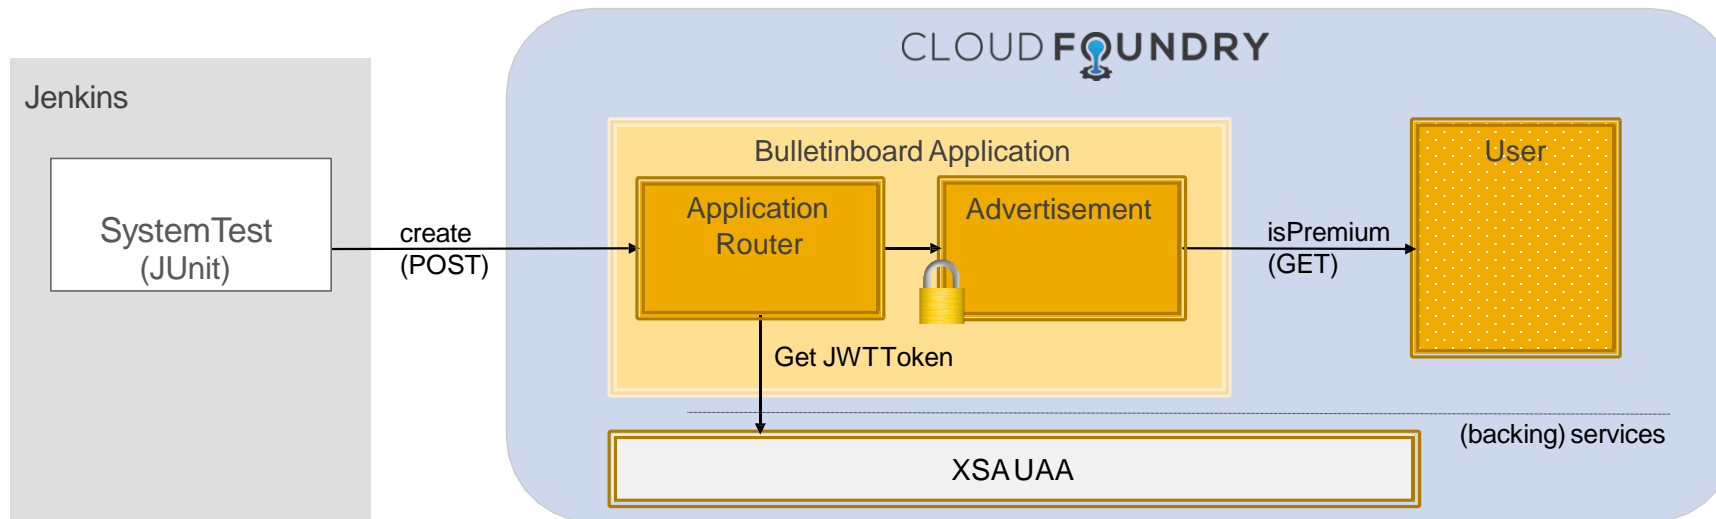 CLOUD FOUNDRY
Jenkins
Bulletinboard Application
User
SystemTest
(JUnit)
create
(POST)
Application
Router
Advertisement
isPremium
(GET)
Get JWTToken
(backing) services
XSA UAA